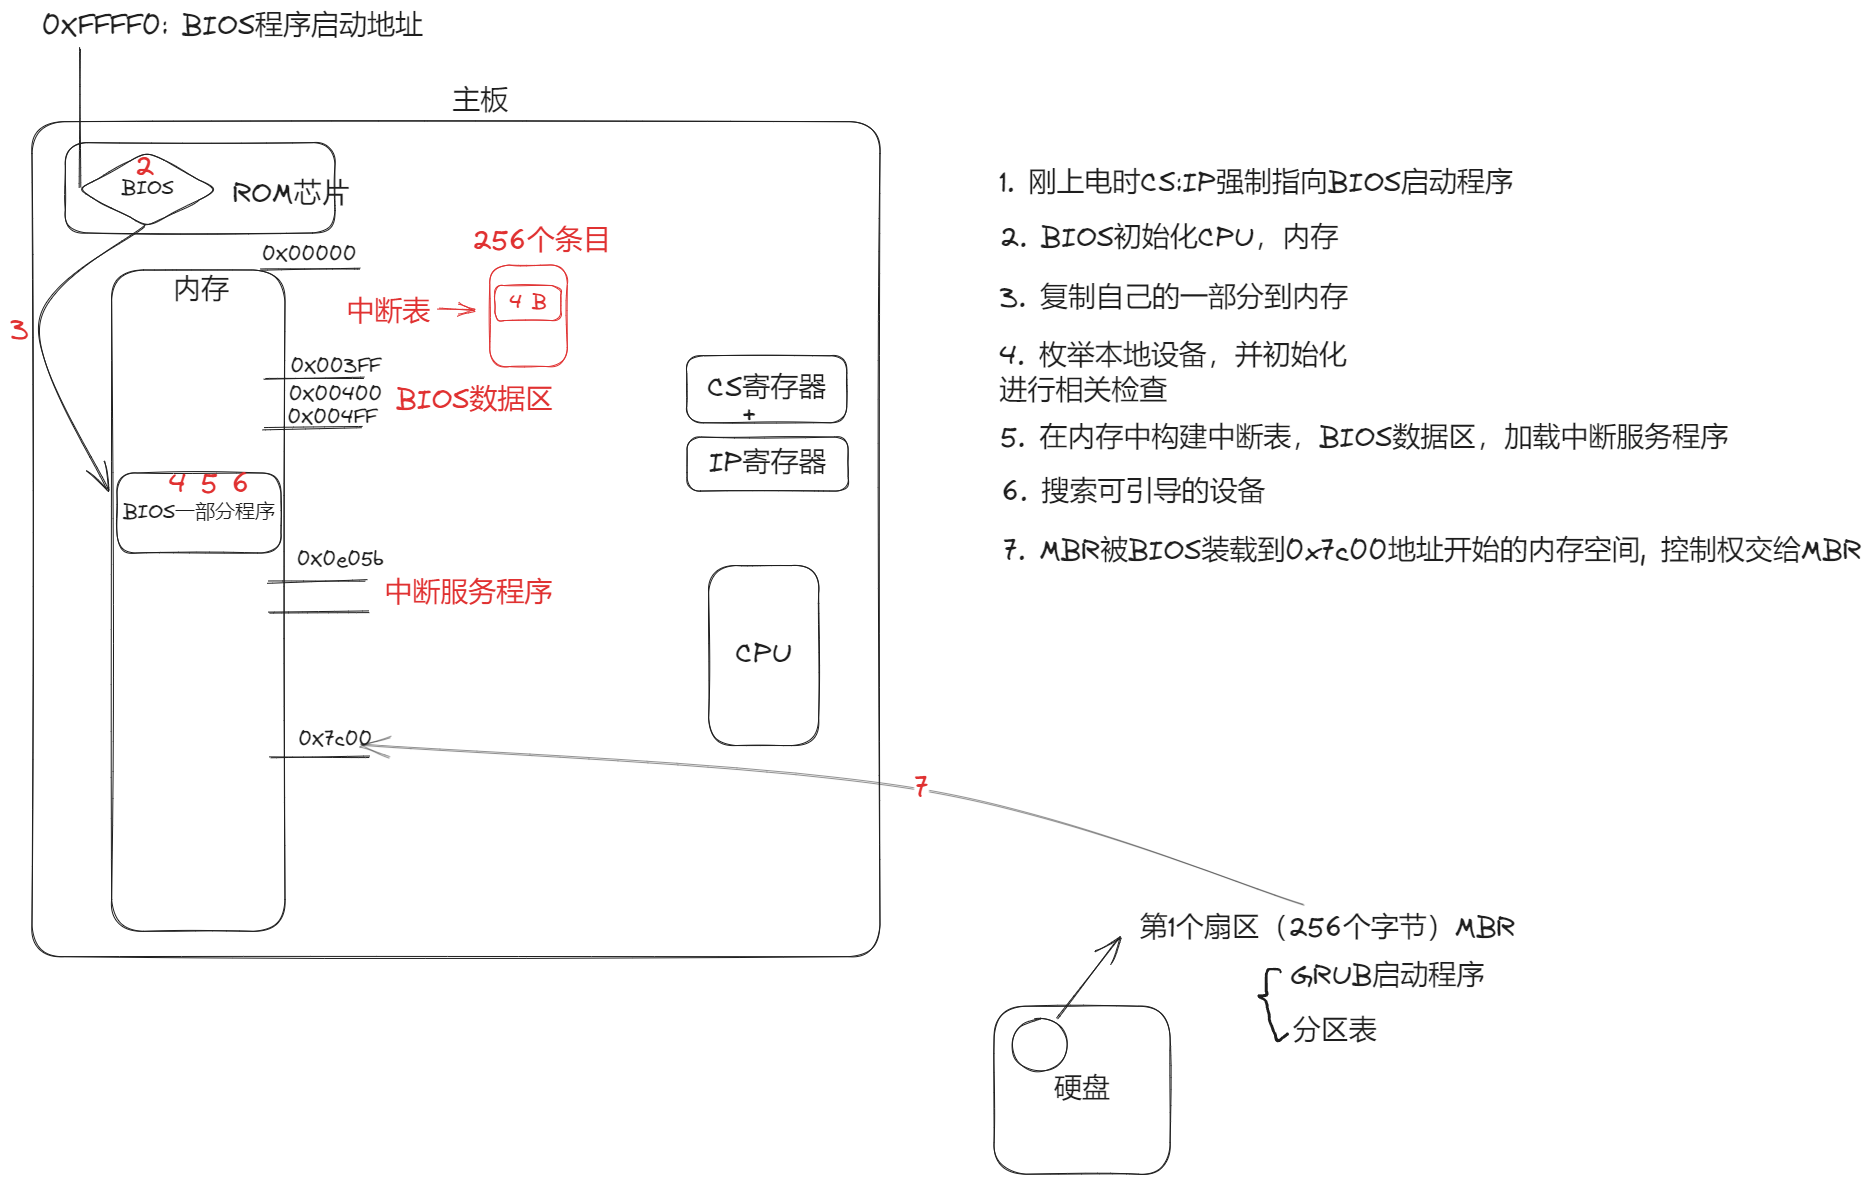 0XFFFF0: BIOS程序启动地址
主板
2
BIOS
ROM芯片
0x00000
内存
256个条目
中断表
4 B
3
0x003FF
0x00400
BIOS数据区
0x004FF
CS寄存器
+
IP寄存器
4 5 6
BIOS一部分程序
0x0e05b
中断服务程序
CPU
0x7c00
7
1. 刚上电时CS:IP强制指向BIOS启动程序
2. BIOS初始化CPU，内存
3. 复制自己的一部分到内存
4. 枚举本地设备，并初始化
进行相关检查
5. 在内存中构建中断表，BIOS数据区，加载中断服务程序
6. 搜索可引导的设备
7. MBR被BIOS装载到0x7c00地址开始的内存空间, 控制权交给MBR
第1个扇区（256个字节）MBR
GRUB启动程序
分区表
硬盘